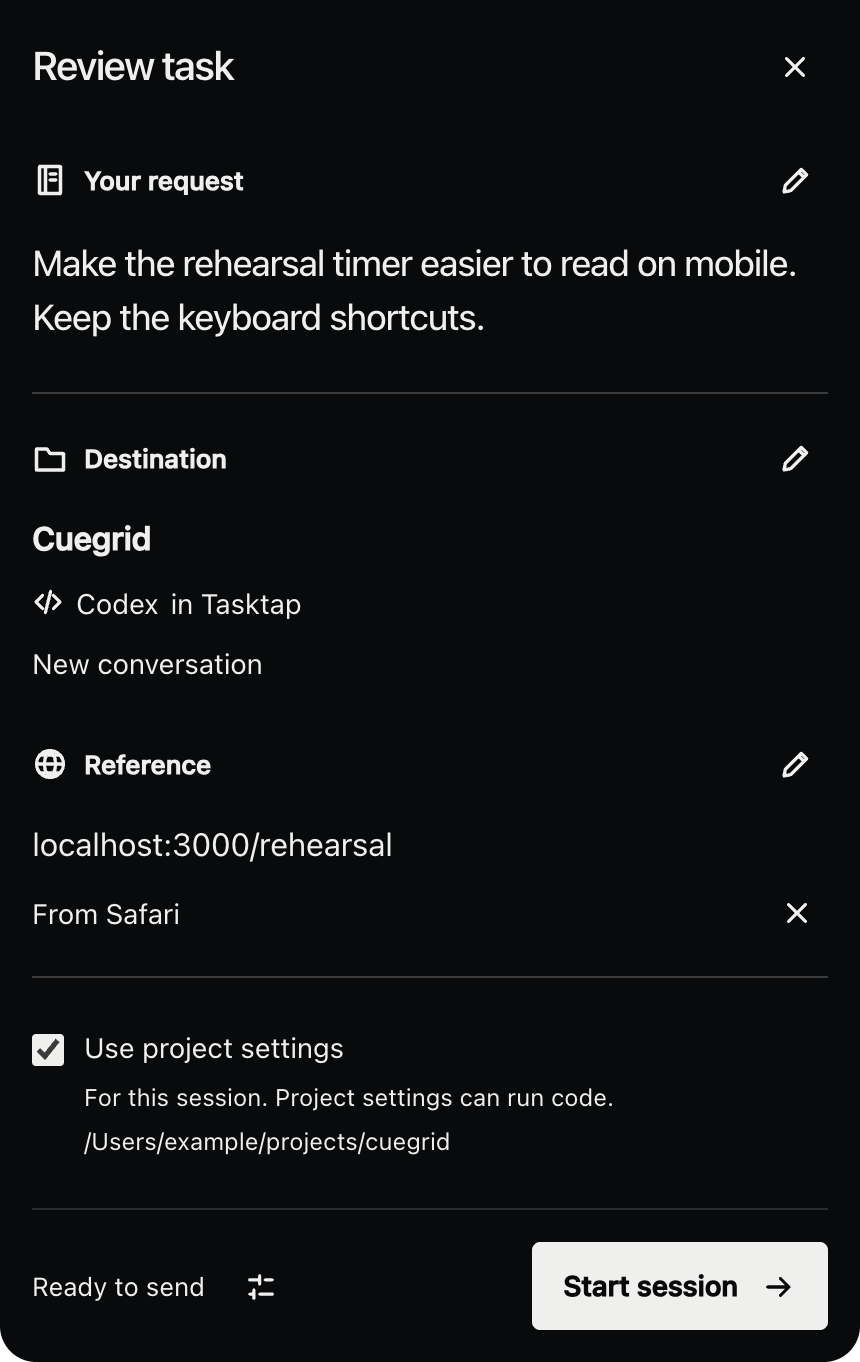 Review task
Your request
Make the rehearsal timer easier to read on mobile.
Keep the keyboard shortcuts.
Destination
Cuegrid
Codex in Tasktap
New conversation
Reference
localhost:3000/rehearsal
From Safari
Use project settings
For this session. Project settings can run code.
/Users/example/projects/cuegrid
Ready to send
Start session